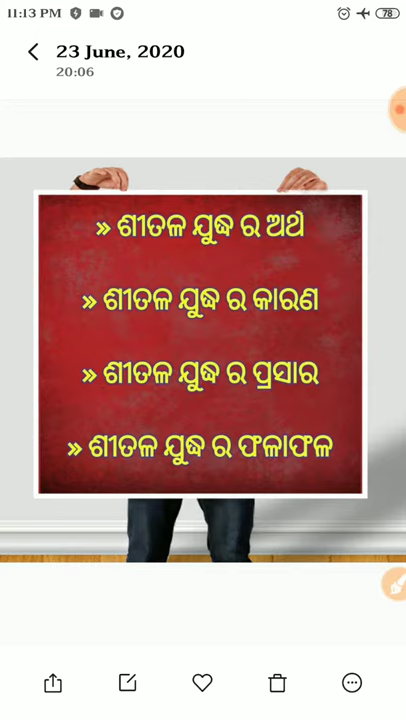 11:13 PM
78
23 June, 2020
20:06
» ଶୀତଳ ଯୁଦ୍ଧ ର ଅର୍ଥ
» ଶୀତଳ ଯୁଦ୍ଧ ର କାରଣ
» ଶୀତଳ ଯୁଦ୍ଧ ର ପ୍ରସାର
» ଶୀତଳ ଯୁଦ୍ଧ ର ଫଳାଫଳ